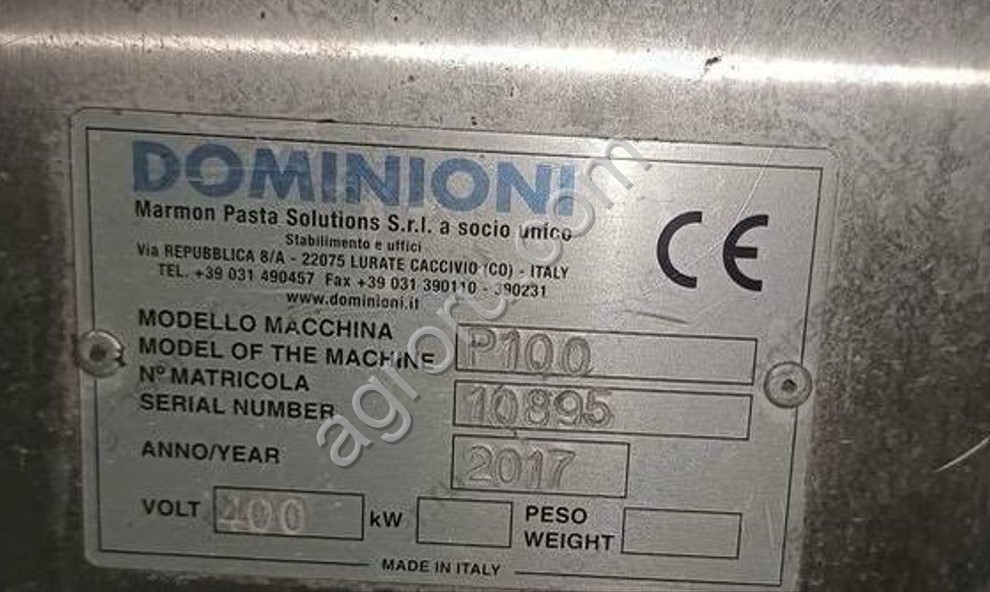 DOMINIONI
Marmon Pasta Solutions S.r.l. a socio unico
Stabilimento e uffici
Via REPUBBLICA 8/A - 22075 LURATE CACCIVIO (CO) - ITALY
TEL. +39 031 490457 Fax +39 031 390110 - 390231
www.dominioni.it
CE
MODELLO MACCHINA
MODEL OF THE MACHINE P100
N° MATRICOLA
SERIAL NUMBER 10895
ANNO/YEAR 2017
VOLT 400 kW PESO
WEIGHT
MADE IN ITALY
agroru.com